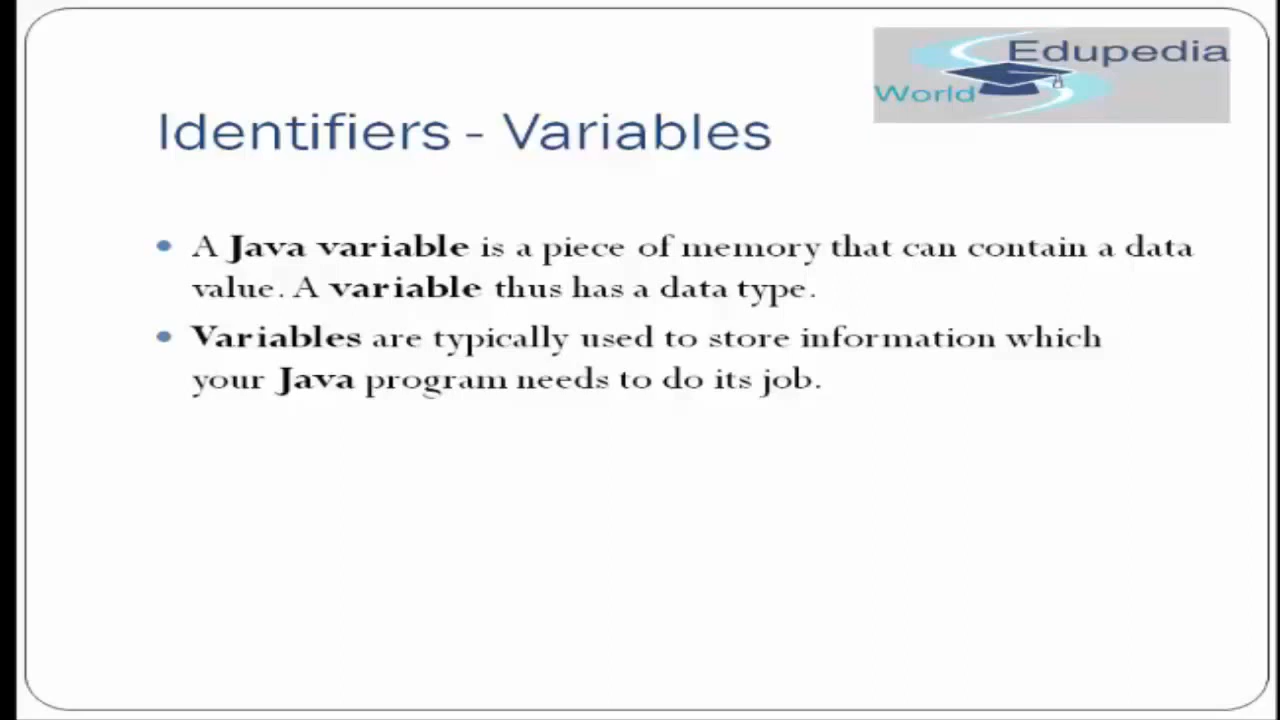 Edupedia
World
Identifiers - Variables
• A Java variable is a piece of memory that can contain a data
value. A variable thus has a data type.
• Variables are typically used to store information which
your Java program needs to do its job.